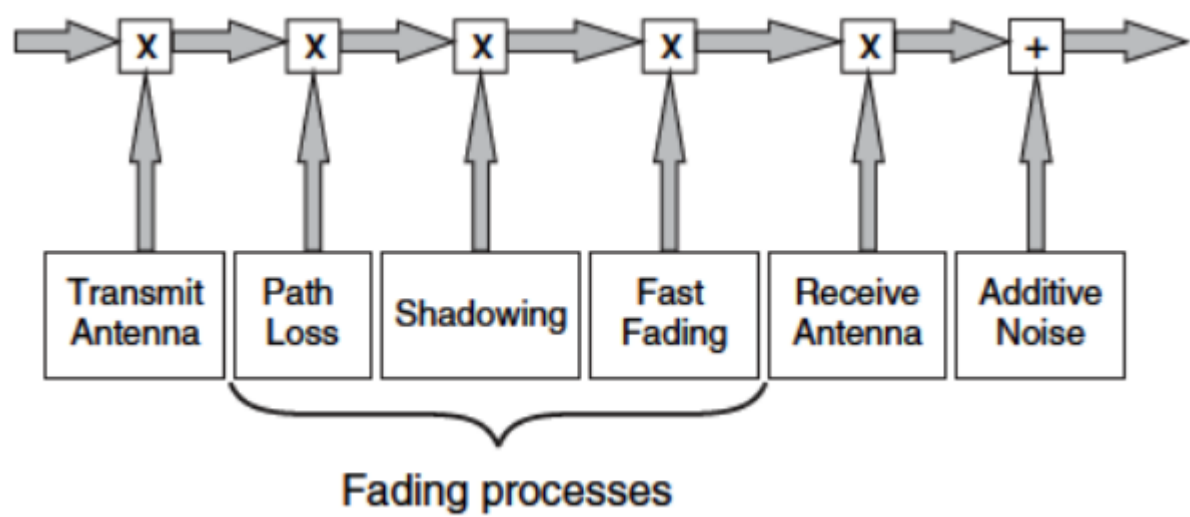 X X X X X +
Transmit
Antenna
Path
Loss
Shadowing
Fast
Fading
Receive
Antenna
Additive
Noise
Fading processes